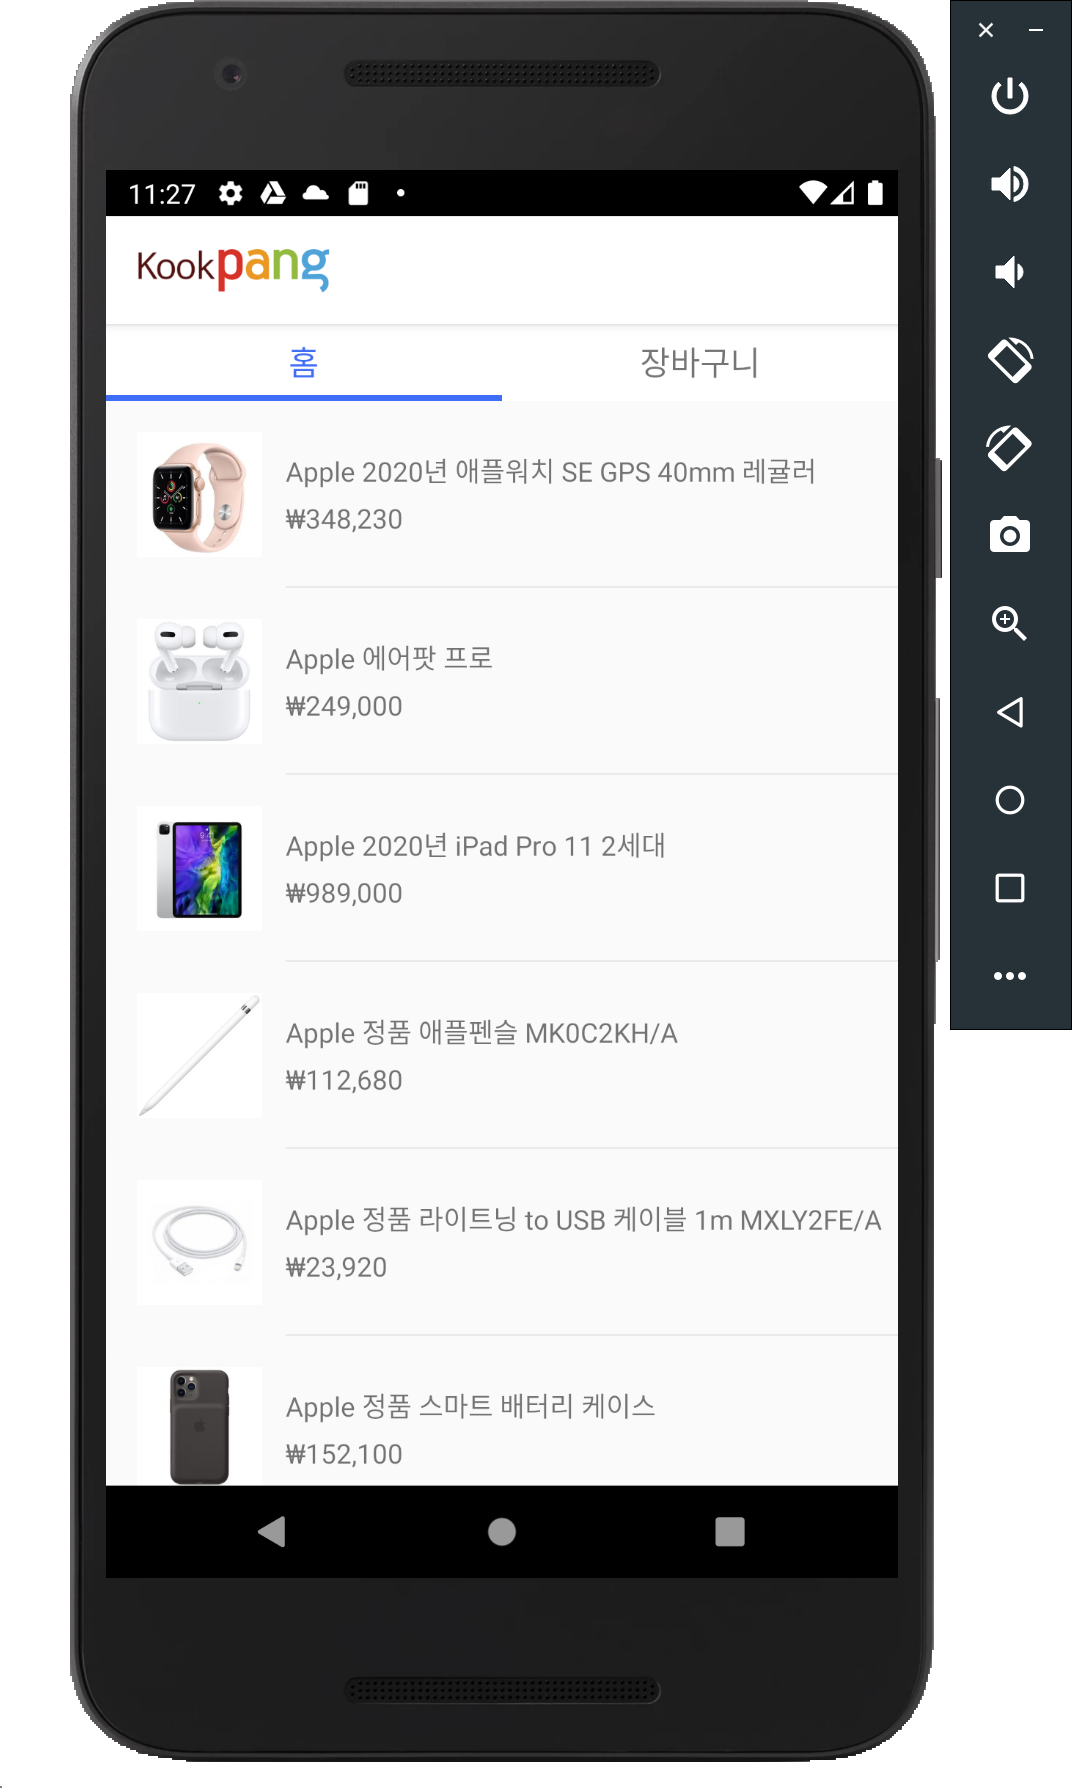 11:27
Kookpang
홈
장바구니
Apple 2020년 애플워치 SE GPS 40mm 레귤러
₩348,230
Apple 에어팟 프로
₩249,000
Apple 2020년 iPad Pro 11 2세대
₩989,000
Apple 정품 애플펜슬 MK0C2KH/A
₩112,680
Apple 정품 라이트닝 to USB 케이블 1m MXLY2FE/A
₩23,920
Apple 정품 스마트 배터리 케이스
₩152,100